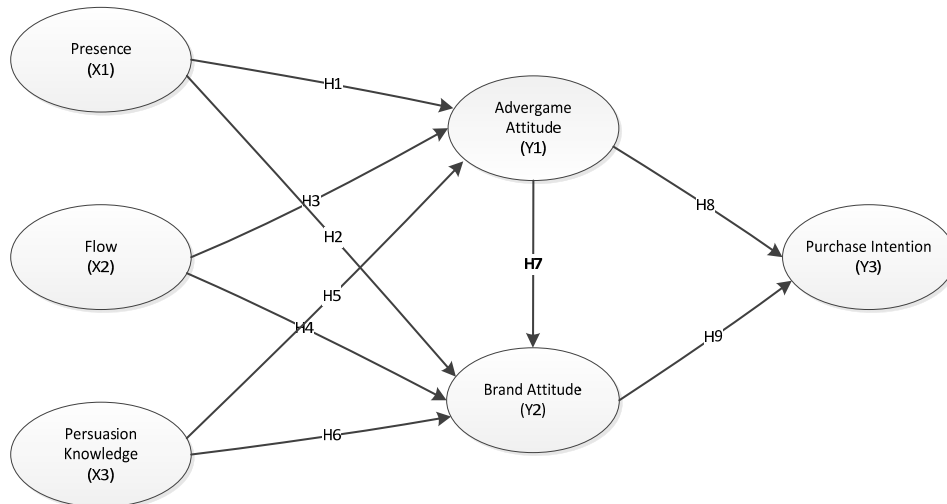 Presence
(X1)
H1
Advergame
Attitude
(Y1)
H3
H8
H2
Flow
(X2)
Purchase Intention
(Y3)
H7
H5
H4
H9
Brand Attitude
(Y2)
Persuasion
Knowledge
(X3)
H6